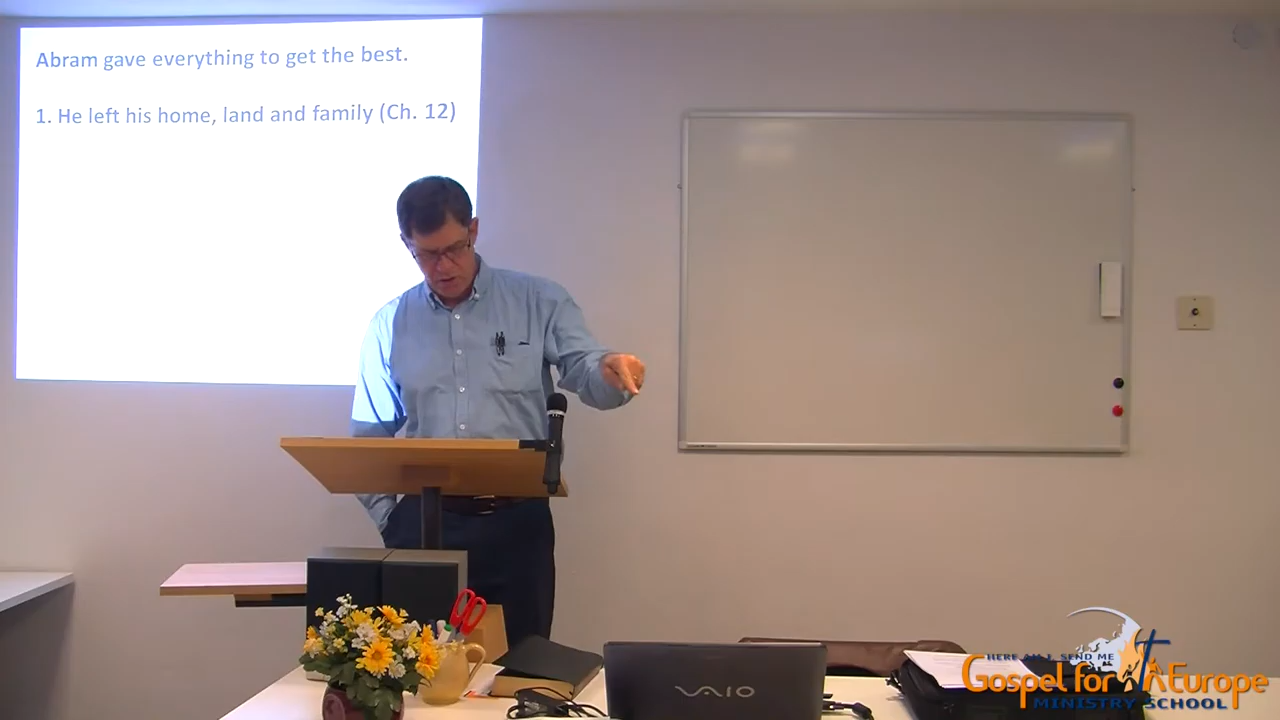 Abram gave everything to get the best.
1. He left his home, land and family (Ch. 12)
VAIO
HERE AM I, SEND ME
Gospel for Europe
MINISTRY SCHOOL